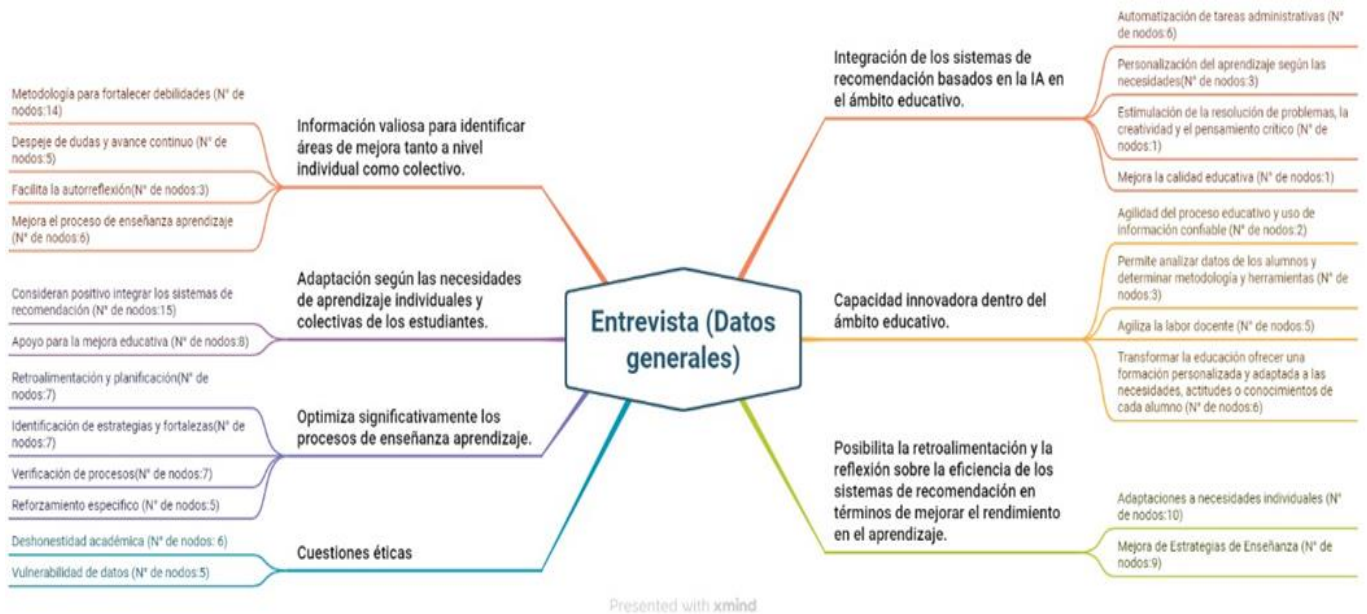 Entrevista (Datos
generales)
Información valiosa para identificar
áreas de mejora tanto a nivel
individual como colectivo.
Metodología para fortalecer debilidades (N° de
nodos:14)
Despeje de dudas y avance continuo (N° de
nodos:5)
Facilita la autorreflexión(N° de nodos:3)
Mejora el proceso de enseñanza aprendizaje
(N° de nodos:6)
Adaptación según las necesidades
de aprendizaje individuales y
colectivas de los estudiantes.
Consideran positivo integrar los sistemas de
recomendación (N° de nodos:15)
Apoyo para la mejora educativa (N° de nodos:8)
Optimiza significativamente los
procesos de enseñanza aprendizaje.
Retroalimentación y planificación(N° de
nodos:7)
Identificación de estrategias y fortalezas(N° de
nodos:7)
Verificación de procesos(N° de nodos:7)
Reforzamiento especifico (N° de nodos:5)
Cuestiones éticas
Deshonestidad académica (N° de nodos: 6)
Vulnerabilidad de datos (N° de nodos:5)
Integración de los sistemas de
recomendación basados en la IA en
el ámbito educativo.
Automatización de tareas administrativas (N°
de nodos:6)
Personalización del aprendizaje según las
necesidades(N° de nodos:3)
Estimulación de la resolución de problemas, la
creatividad y el pensamiento crítico (N° de
nodos:1)
Mejora la calidad educativa (N° de nodos:1)
Capacidad innovadora dentro del
ámbito educativo.
Agilidad del proceso educativo y uso de
información confiable (N° de nodos:2)
Permite analizar datos de los alumnos y
determinar metodología y herramientas (N° de
nodos:3)
Agiliza la labor docente (N° de nodos:5)
Transformar la educación ofrecer una
formación personalizada y adaptada a las
necesidades, actitudes o conocimientos de
cada alumno (N° de nodos:6)
Posibilita la retroalimentación y la
reflexión sobre la eficiencia de los
sistemas de recomendación en
términos de mejorar el rendimiento
en el aprendizaje.
Adaptaciones a necesidades individuales (N°
de nodos:10)
Mejora de Estrategias de Enseñanza (N° de
nodos:9)
Presented with xmind